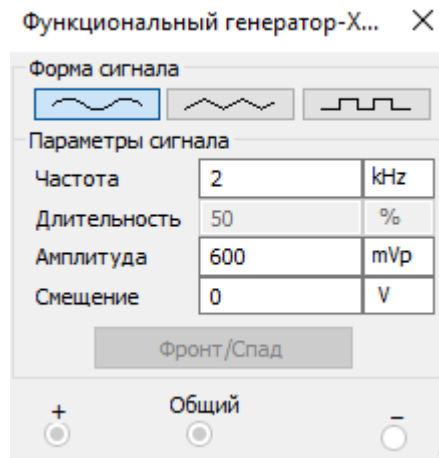 Функциональный генератор-X...
Форма сигнала
Параметры сигнала
Частота 2 kHz
Длительность 50 %
Амплитуда 600 mVp
Смещение 0 V
Фронт/Спад
+ Общий –